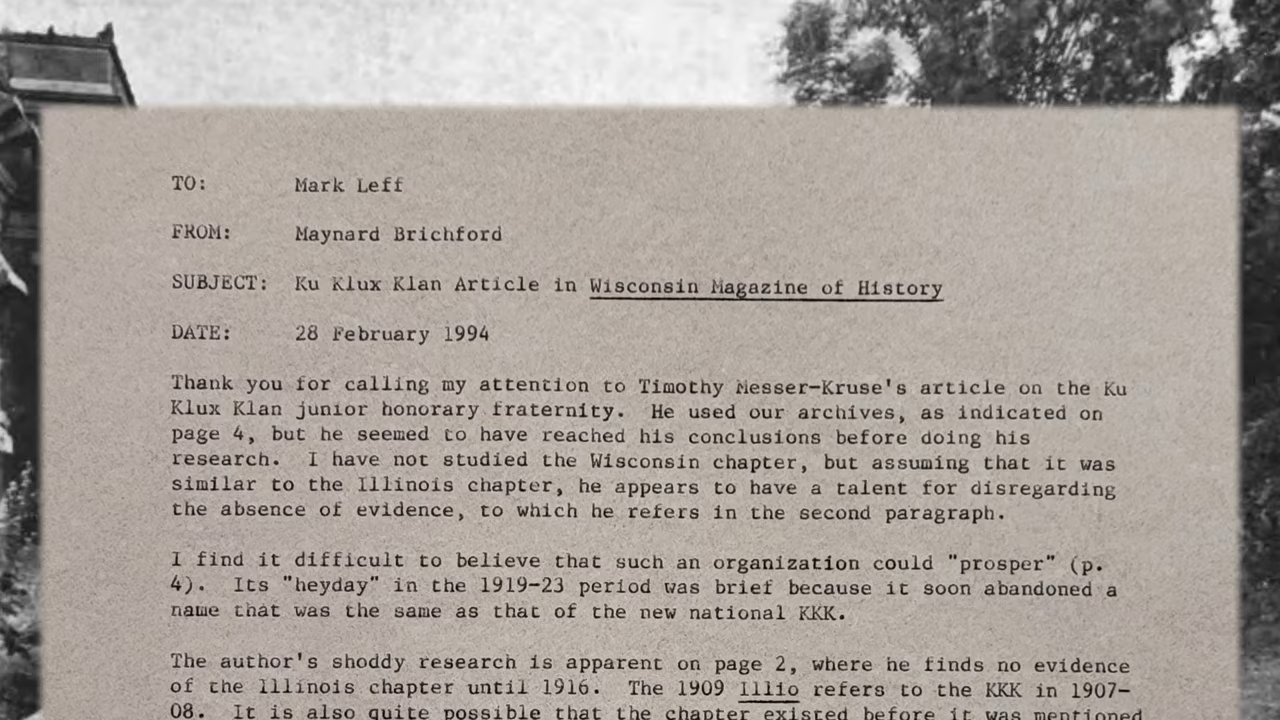 TO: Mark Leff
FROM: Maynard Brichford
SUBJECT: Ku Klux Klan Article in Wisconsin Magazine of History
DATE: 28 February 1994
Thank you for calling my attention to Timothy Messer-Kruse's article on the Ku
Klux Klan junior honorary fraternity. He used our archives, as indicated on
page 4, but he seemed to have reached his conclusions before doing his
research. I have not studied the Wisconsin chapter, but assuming that it was
similar to the Illinois chapter, he appears to have a talent for disregarding
the absence of evidence, to which he refers in the second paragraph.
I find it difficult to believe that such an organization could "prosper" (p.
4). Its "heyday" in the 1919-23 period was brief because it soon abandoned a
name that was the same as that of the new national KKK.
The author's shoddy research is apparent on page 2, where he finds no evidence
of the Illinois chapter until 1916. The 1909 Illio refers to the KKK in 1907-
08. It is also quite possible that the chapter existed before it was mentioned